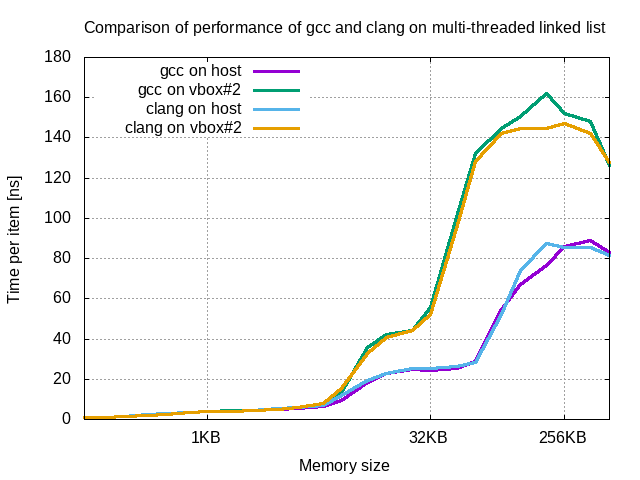 Comparison of performance of gcc and clang on multi-threaded linked list
gcc on host
gcc on vbox#2
clang on host
clang on vbox#2
Time per item [ns]
180
160
140
120
100
80
60
40
20
0
1KB
32KB
256KB
Memory size